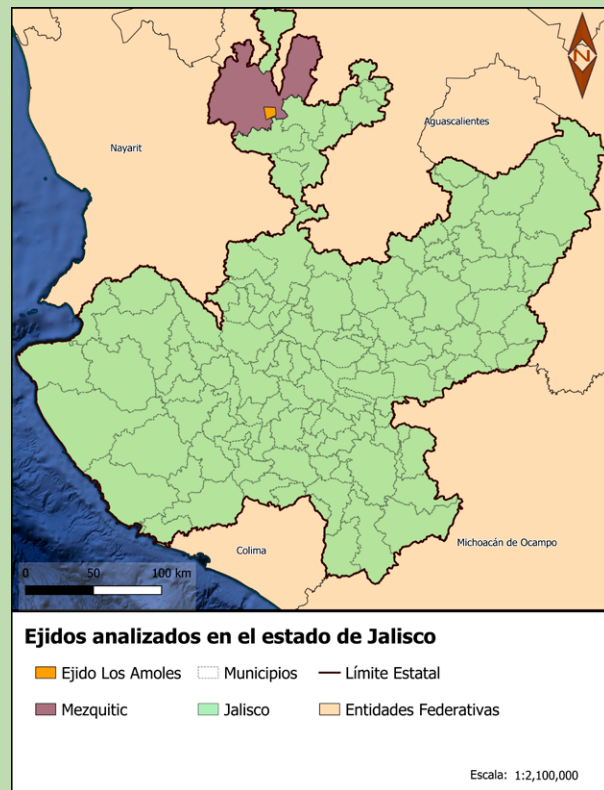 N
Aguascalientes
Nayarit
Colima
Michoacán de Ocampo
0 50 100 km
Ejidos analizados en el estado de Jalisco
Ejido Los Amoles Municipios Límite Estatal
Mezquitic Jalisco Entidades Federativas
Escala: 1:2,100,000